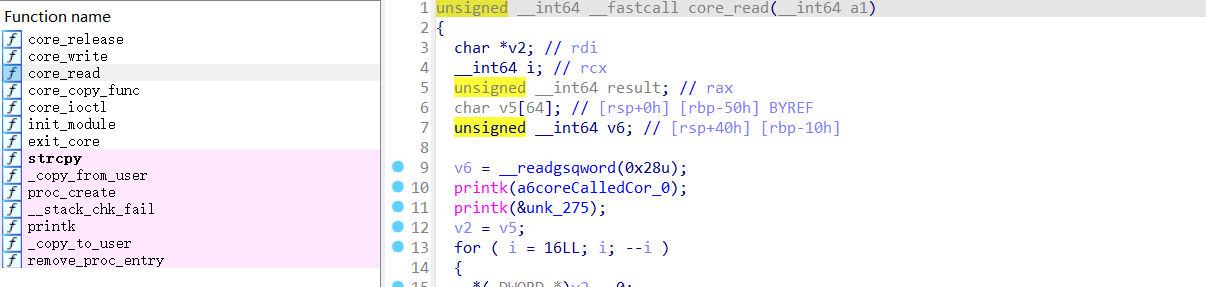 Function name
core_release
core_write
core_read
core_copy_func
core_ioctl
init_module
exit_core
strcpy
_copy_from_user
proc_create
__stack_chk_fail
printk
_copy_to_user
remove_proc_entry
1 unsigned __int64 __fastcall core_read(__int64 a1)
2 {
3 char *v2; // rdi
4 __int64 i; // rcx
5 unsigned __int64 result; // rax
6 char v5[64]; // [rsp+0h] [rbp-50h] BYREF
7 unsigned __int64 v6; // [rsp+40h] [rbp-10h]
8
9 v6 = __readgsqword(0x28u);
10 printk(a6coreCalledCor_0);
11 printk(&unk_275);
12 v2 = v5;
13 for ( i = 16LL; i; --i )
14 {